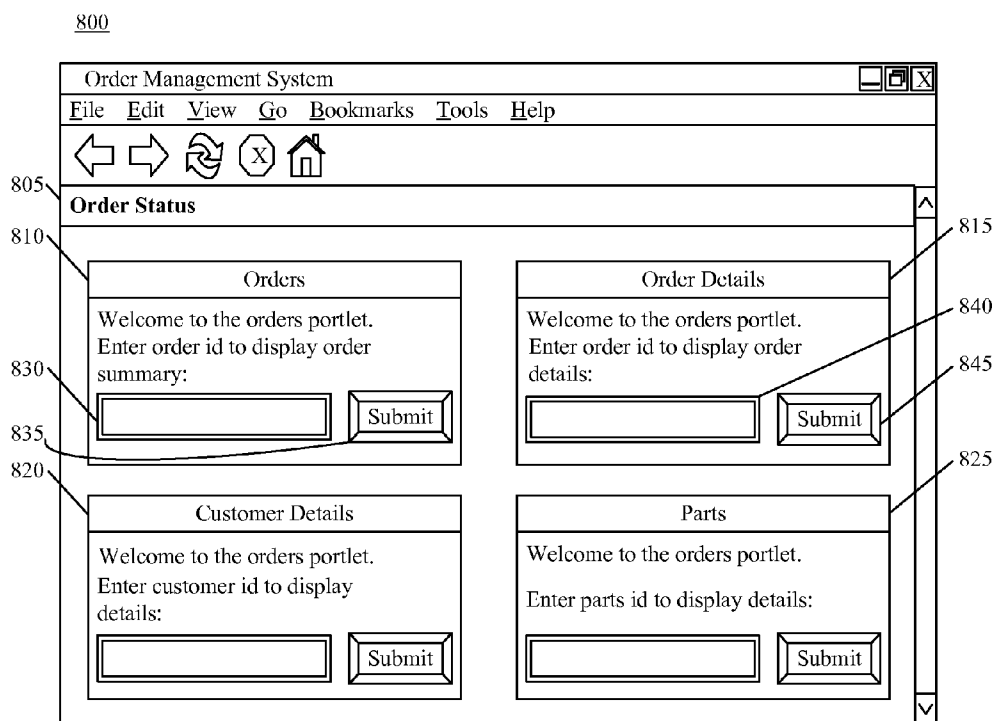 800
Order Management System
X
File Edit View Go Bookmarks Tools Help
X
805
Order Status
810
815
Orders
Welcome to the orders portlet.
Enter order id to display order
summary:
830
Submit
835
Order Details
Welcome to the orders portlet.
Enter order id to display order
details:
840
Submit
845
820
825
Customer Details
Welcome to the orders portlet.
Enter customer id to display
details:
Submit
Parts
Welcome to the orders portlet.
Enter parts id to display details:
Submit